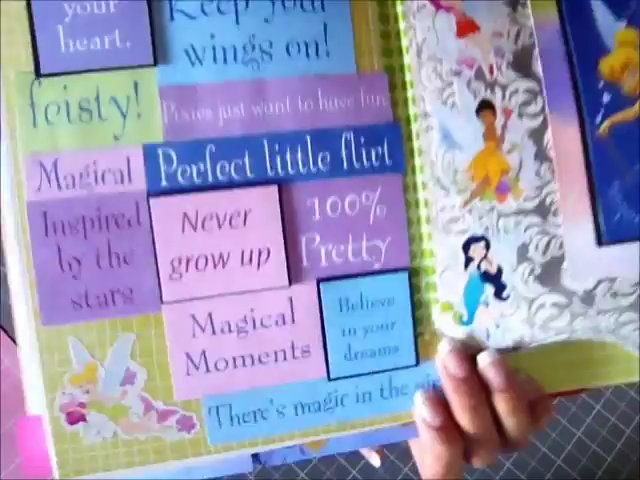 your
heart.
Keep your
wings on!
feisty!
Pixies just want to have fun
Magical
Perfect little flirt
Inspired
by the
stars
Never
grow up
100%
Pretty
Magical
Moments
Believe
in your
dreams
There's magic in the